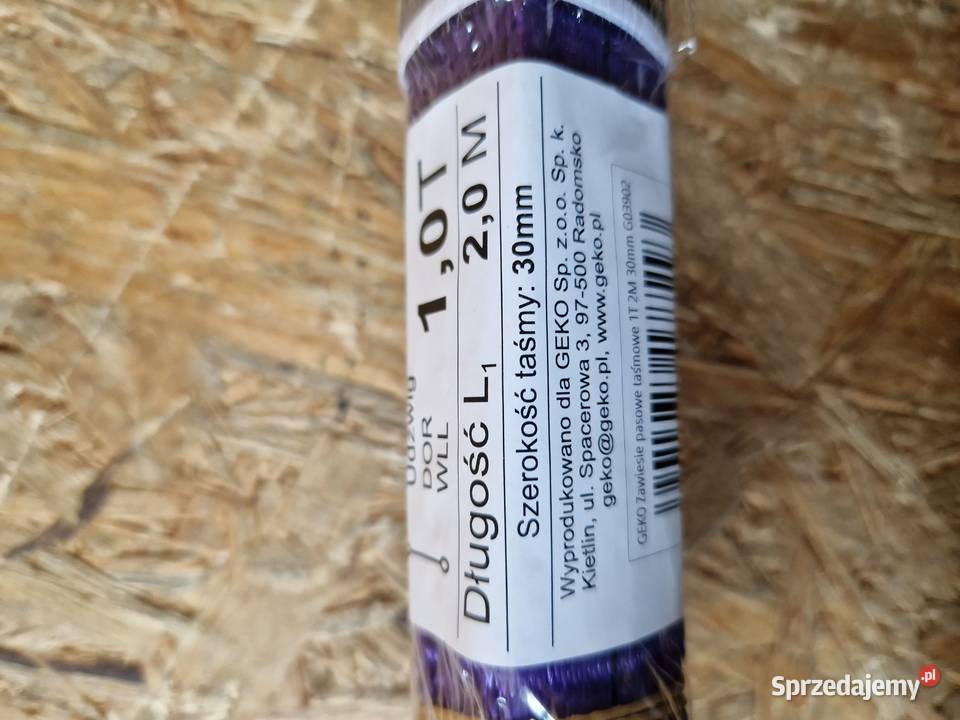 Udźwig
DOR
WLL
1,0T
Długość L1 2,0 M
Szerokość taśmy: 30mm
Wyprodukowano dla GEKO Sp. z.o.o. Sp. k.
Kietlin, ul. Spacerowa 3, 97-500 Radomsko
geko@geko.pl, www.geko.pl
GEKO Zawiesie pasowe taśmowe 1T 2M 30mm G03902
Sprzedajemy.pl